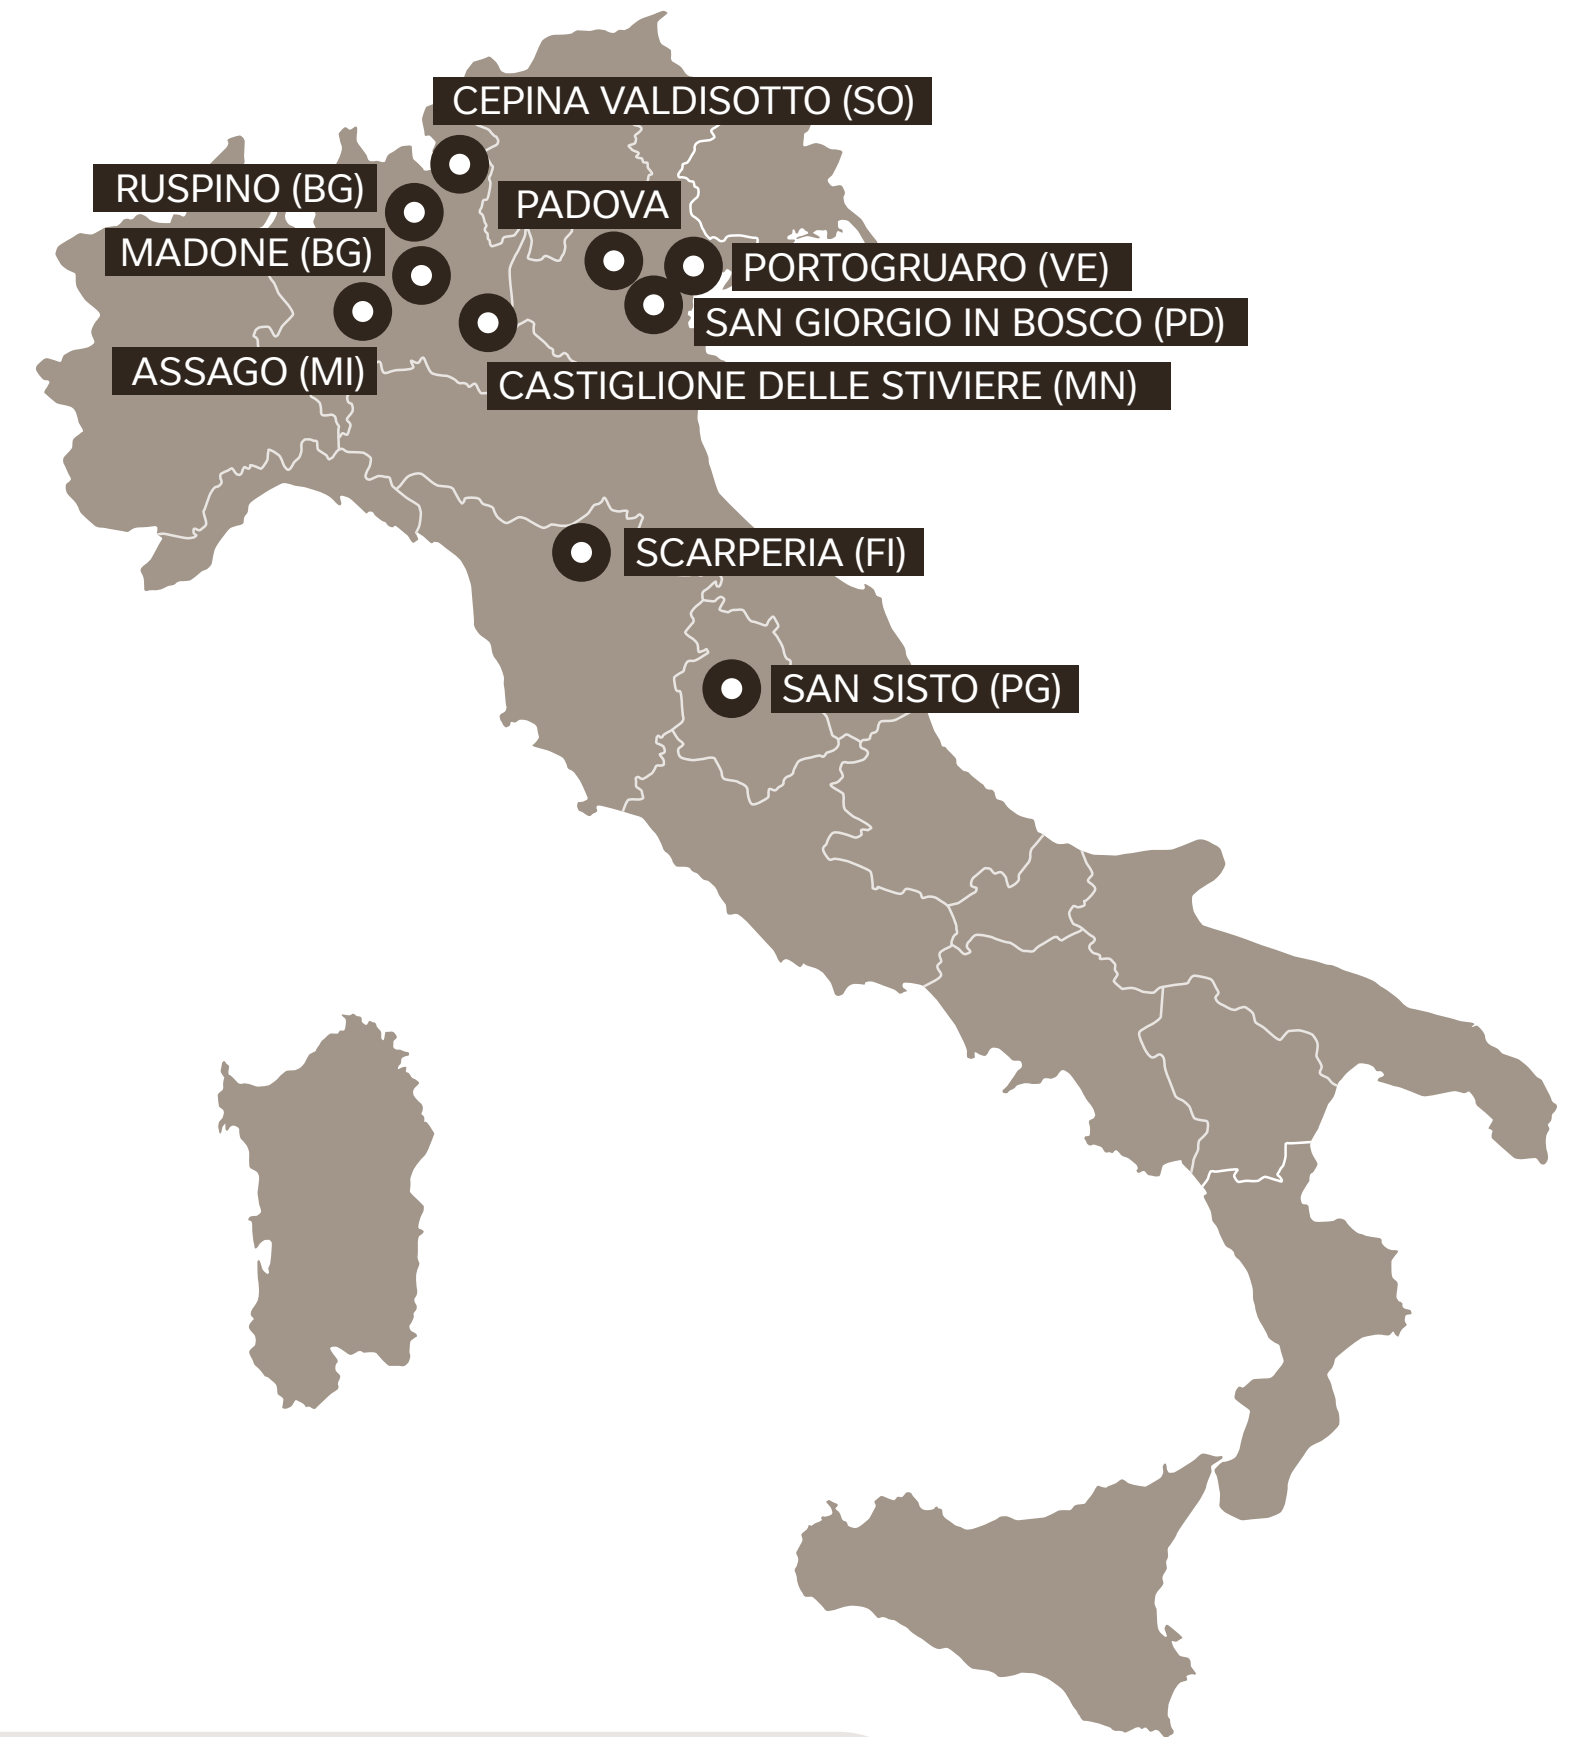 CEPINA VALDISOTTO (SO)
RUSPINO (BG)
PADOVA
MADONE (BG)
PORTOGRUARO (VE)
SAN GIORGIO IN BOSCO (PD)
ASSAGO (MI)
CASTIGLIONE DELLE STIVIERE (MN)
SCARPERIA (FI)
SAN SISTO (PG)